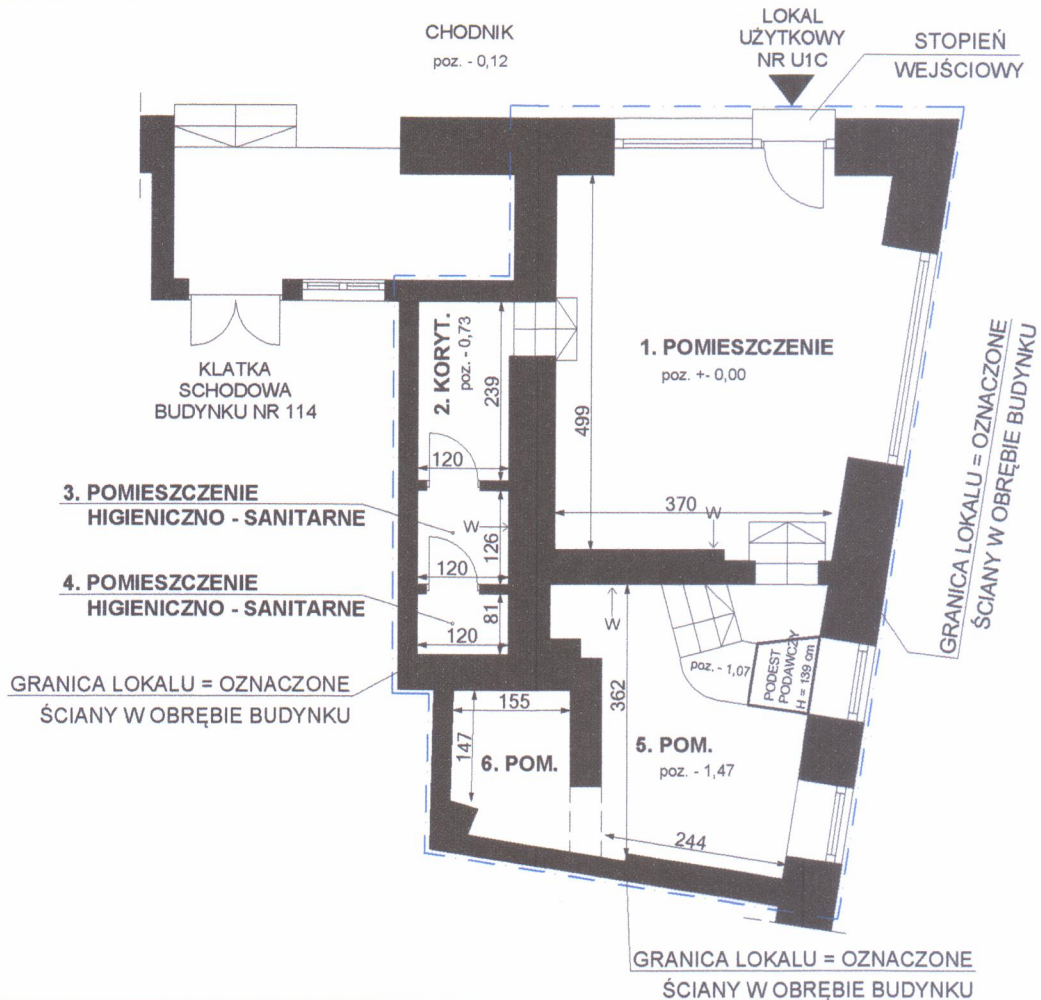 CHODNIK
poz. - 0,12
LOKAL
UŻYTKOWY
NR U1C
STOPIEŃ
WEJŚCIOWY
KLATKA
SCHODOWA
BUDYNKU NR 114
2. KORYT.
poz. - 0,73
239
120
1. POMIESZCZENIE
poz. +- 0,00
499
370
W
GRANICA LOKALU = OZNACZONE
ŚCIANY W OBRĘBIE BUDYNKU
3. POMIESZCZENIE
HIGIENICZNO - SANITARNE
W
126
120
4. POMIESZCZENIE
HIGIENICZNO - SANITARNE
81
120
W
GRANICA LOKALU = OZNACZONE
ŚCIANY W OBRĘBIE BUDYNKU
poz. - 1,07
PODEST
PODAWCZY
H = 139 cm
362
155
147
6. POM.
5. POM.
poz. - 1,47
244
GRANICA LOKALU = OZNACZONE
ŚCIANY W OBRĘBIE BUDYNKU